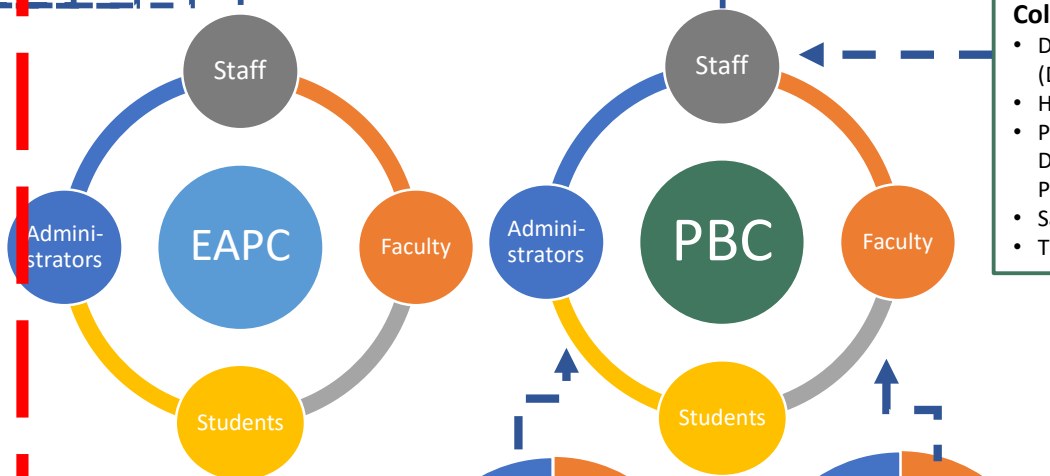 Staff
Admini-
strators
EAPC
Faculty
Students
Staff
Admini-
strators
PBC
Faculty
Students
Col
• D
(D
• H
• P
D
P
• S
• T